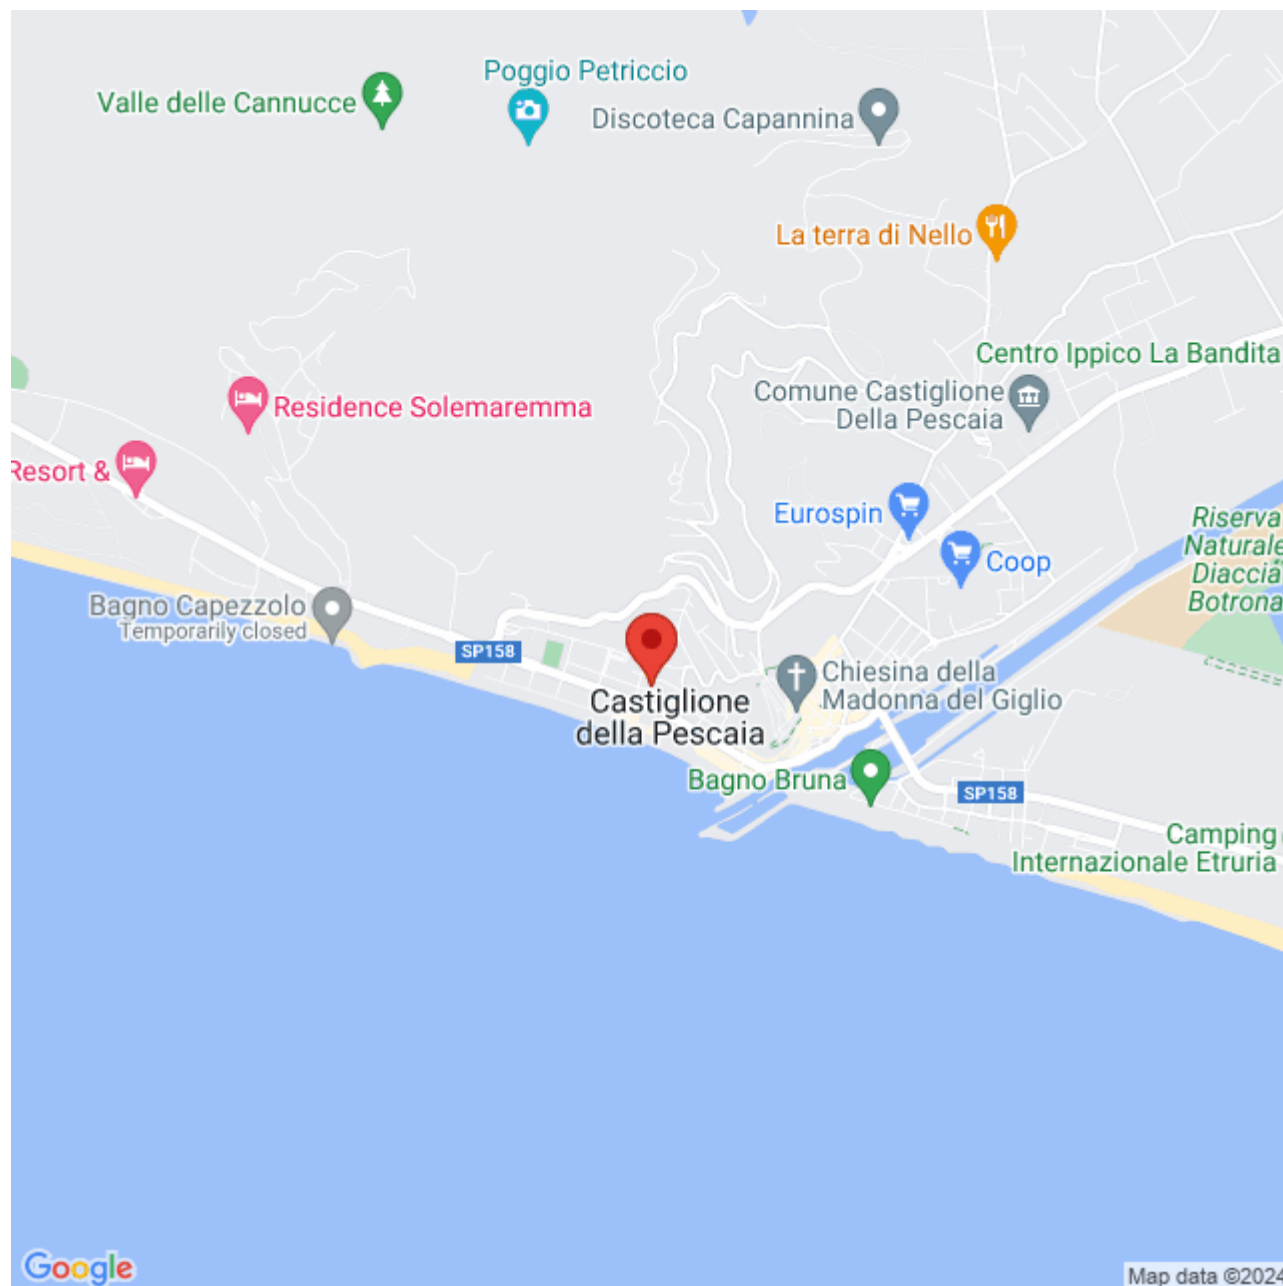 Poggio Petriccio
Valle delle Cannucce
Discoteca Capannina
La terra di Nello
Centro Ippico La Bandita
Comune Castiglione
Della Pescaia
Residence Solemaremma
Resort &
Eurospin
Riserva
Naturale
Diaccia
Botrona
Coop
Bagno Capezzolo
Temporarily closed
SP158
Chiesina della
Madonna del Giglio
Castiglione
della Pescaia
Bagno Bruna
SP158
Camping
Internazionale Etruria
Google
Map data ©2024